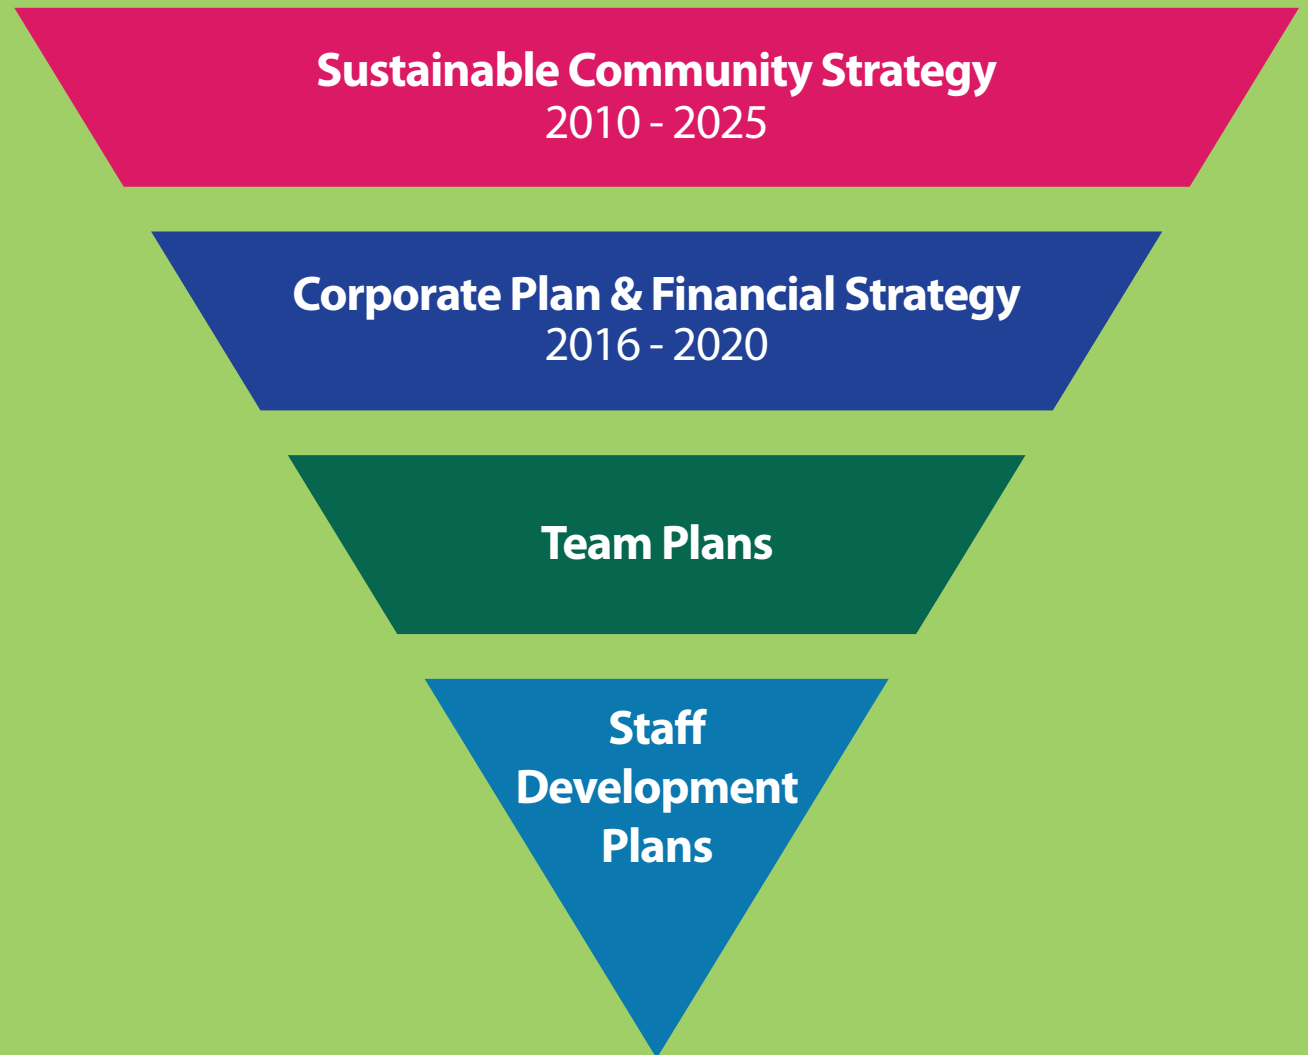 Sustainable Community Strategy
2010 - 2025
Corporate Plan & Financial Strategy
2016 - 2020
Team Plans
Staff
Development
Plans